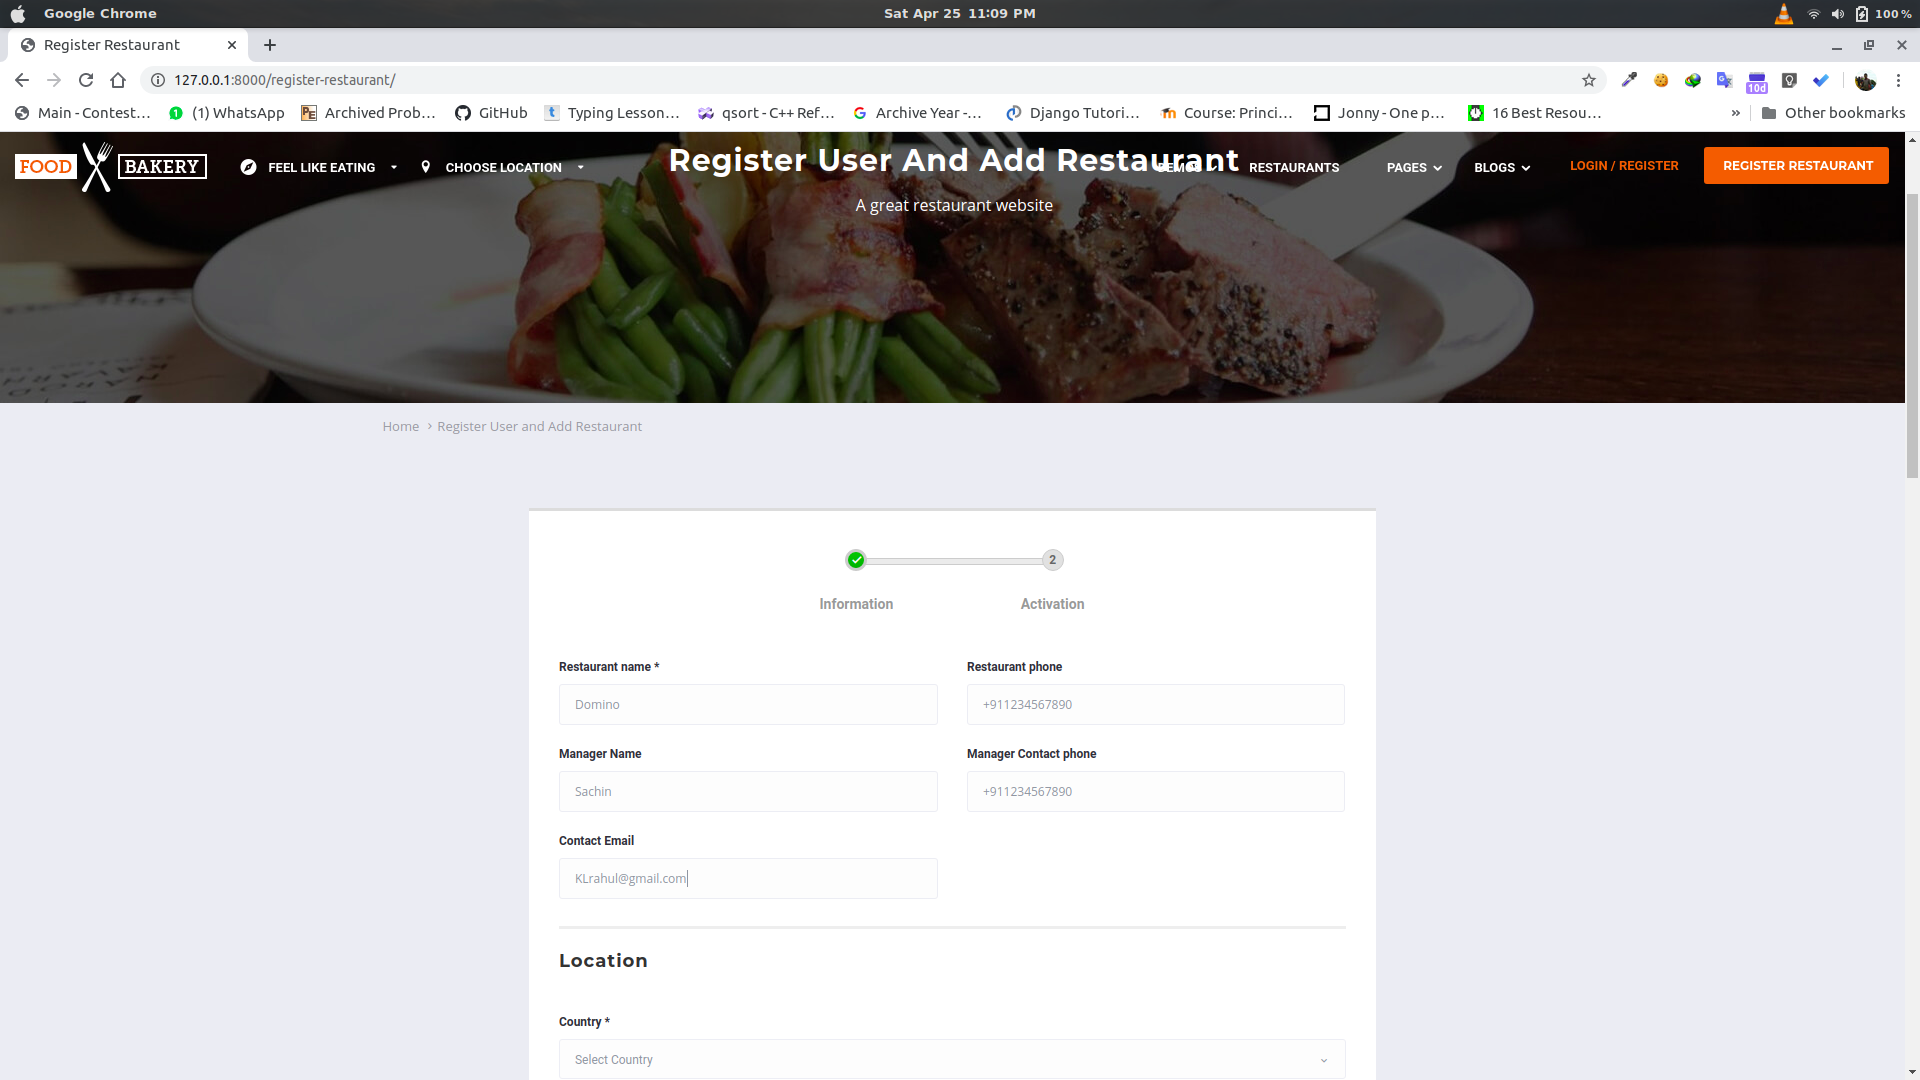 Google Chrome
Sat Apr 25 11:09 PM
100 %
Register Restaurant
127.0.0.1:8000/register-restaurant/
10d
Main - Contest...
(1) WhatsApp
Archived Prob...
GitHub
Typing Lesson...
qsort - C++ Ref...
Archive Year -...
Django Tutori...
Course: Princi...
Jonny - One p...
16 Best Resou...
»
Other bookmarks
FOOD BAKERY
FEEL LIKE EATING
CHOOSE LOCATION
Register User And Add Restaurant
RESTAURANTS
PAGES
BLOGS
LOGIN / REGISTER
REGISTER RESTAURANT
A great restaurant website
Home › Register User and Add Restaurant
2
Information
Activation
Restaurant name *
Restaurant phone
Domino
+911234567890
Manager Name
Manager Contact phone
Sachin
+911234567890
Contact Email
KLrahul@gmail.com
Location
Country *
Select Country